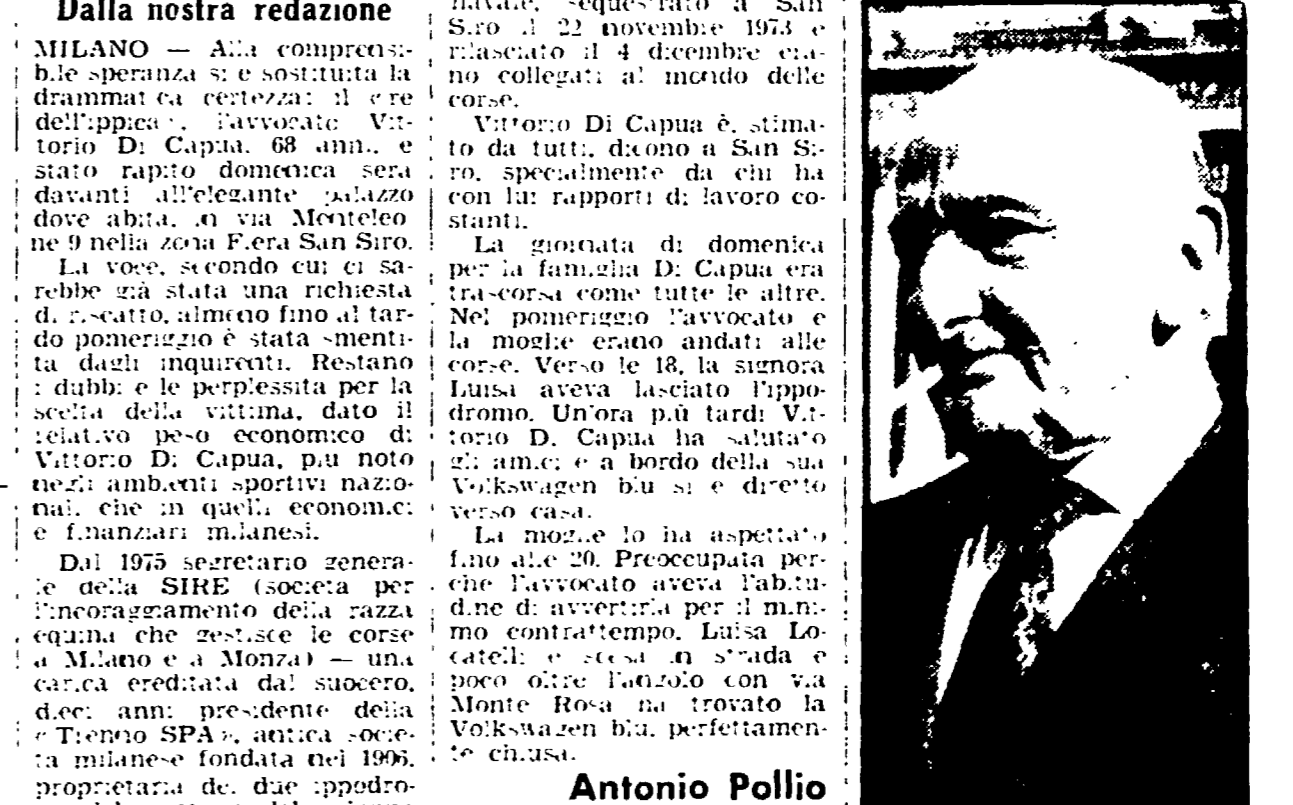 Dalla nostra redazione
MILANO — Alla comprensi-
bile speranza si è sostituita la
drammatica certezza: il « re
dell'ippica », l'avvocato Vit-
torio Di Capua, 68 anni, è
stato rapito domenica sera
davanti all'elegante palazzo
dove abita, in via Monteleo
ne 9 nella zona Fiera San Siro.
La voce, secondo cui ci sa-
rebbe già stata una richiesta
di riscatto, almeno fino al tar-
do pomeriggio è stata smenti-
ta dagli inquirenti. Restano
i dubbi e le perplessità per la
scelta della vittima, dato il
relativo peso economico di
Vittorio Di Capua, più noto
negli ambienti sportivi nazio-
nali che in quelli economici
e finanziari milanesi.
Dal 1975 segretario genera-
le della SIRE (società per
l'incoraggiamento della razza
equina che gestisce le corse
a Milano e a Monza) — una
carica ereditata dal suocero,
dieci anni presidente della
« Trenno SPA », antica socie-
tà milanese fondata nel 1906,
proprietaria dei due ippodro-
navale, sequestrato a San
Siro il 22 novembre 1973 e
rilasciato il 4 dicembre era-
no collegati al mondo delle
corse.
Vittorio Di Capua è, stima-
to da tutti, dicono a San Si-
ro, specialmente da chi ha
con lui rapporti di lavoro co-
stanti.
La giornata di domenica
per la famiglia Di Capua era
trascorsa come tutte le altre.
Nel pomeriggio l'avvocato e
la moglie erano andati alle
corse. Verso le 18, la signora
Luisa aveva lasciato l'ippo-
dromo. Un'ora più tardi Vit-
torio Di Capua ha salutato
gli amici e a bordo della sua
Volkswagen blu si è diretto
verso casa.
La moglie lo ha aspettato
fino alle 20. Preoccupata per-
ché l'avvocato aveva l'abitu-
dine di avvertirla per il mini-
mo contrattempo, Luisa Lo-
catelli è scesa in strada e
poco oltre l'angolo con via
Monte Rosa ha trovato la
Volkswagen blu, perfettamen-
te chiusa.
Antonio Pollio